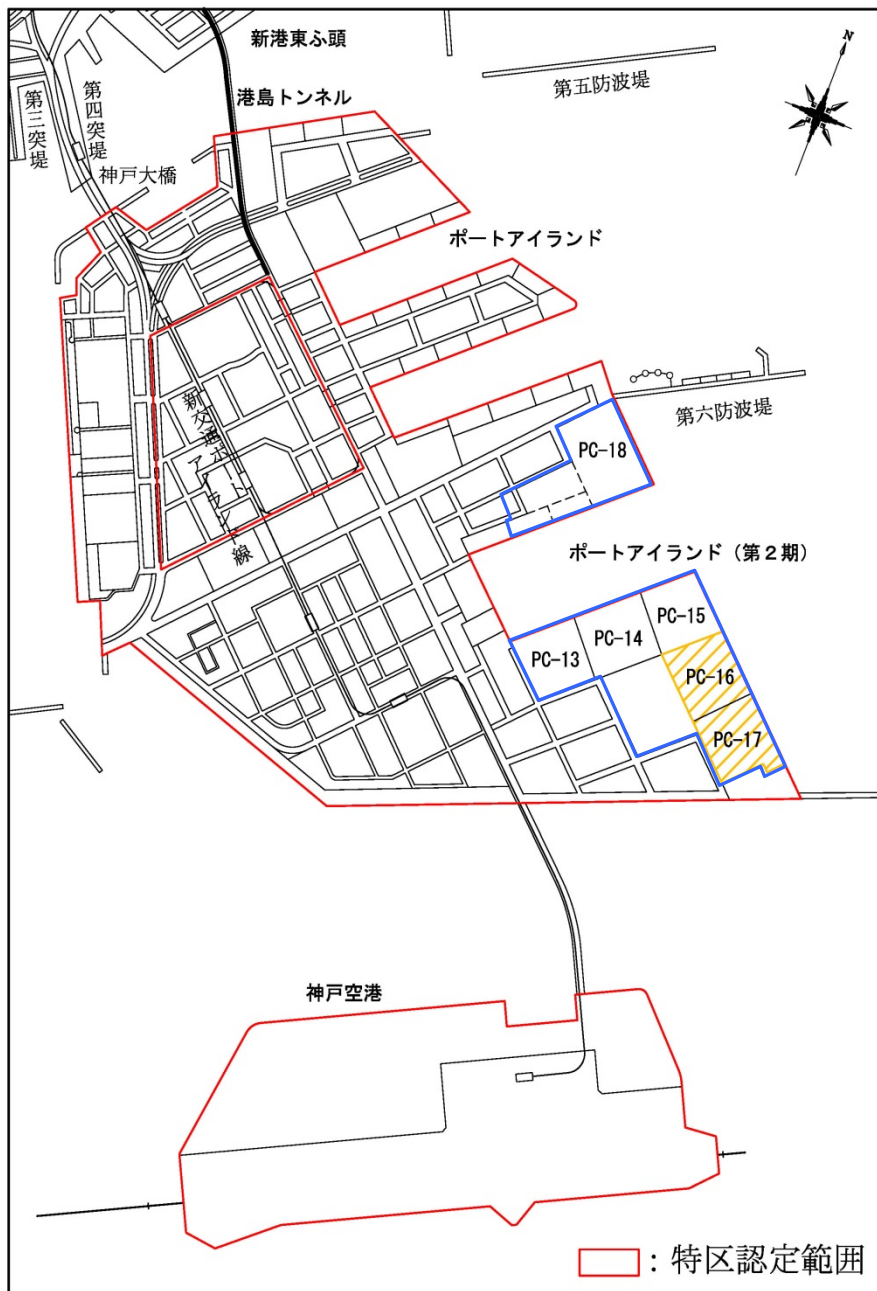 新港東ふ頭
N
第五防波堤
港島トンネル
第四突堤
第三突堤
神戸大橋
ポートアイランド
第六防波堤
新交通ポートアイランド線
PC-18
ポートアイランド（第２期）
PC-15
PC-14
PC-13
PC-16
PC-17
神戸空港
：特区認定範囲